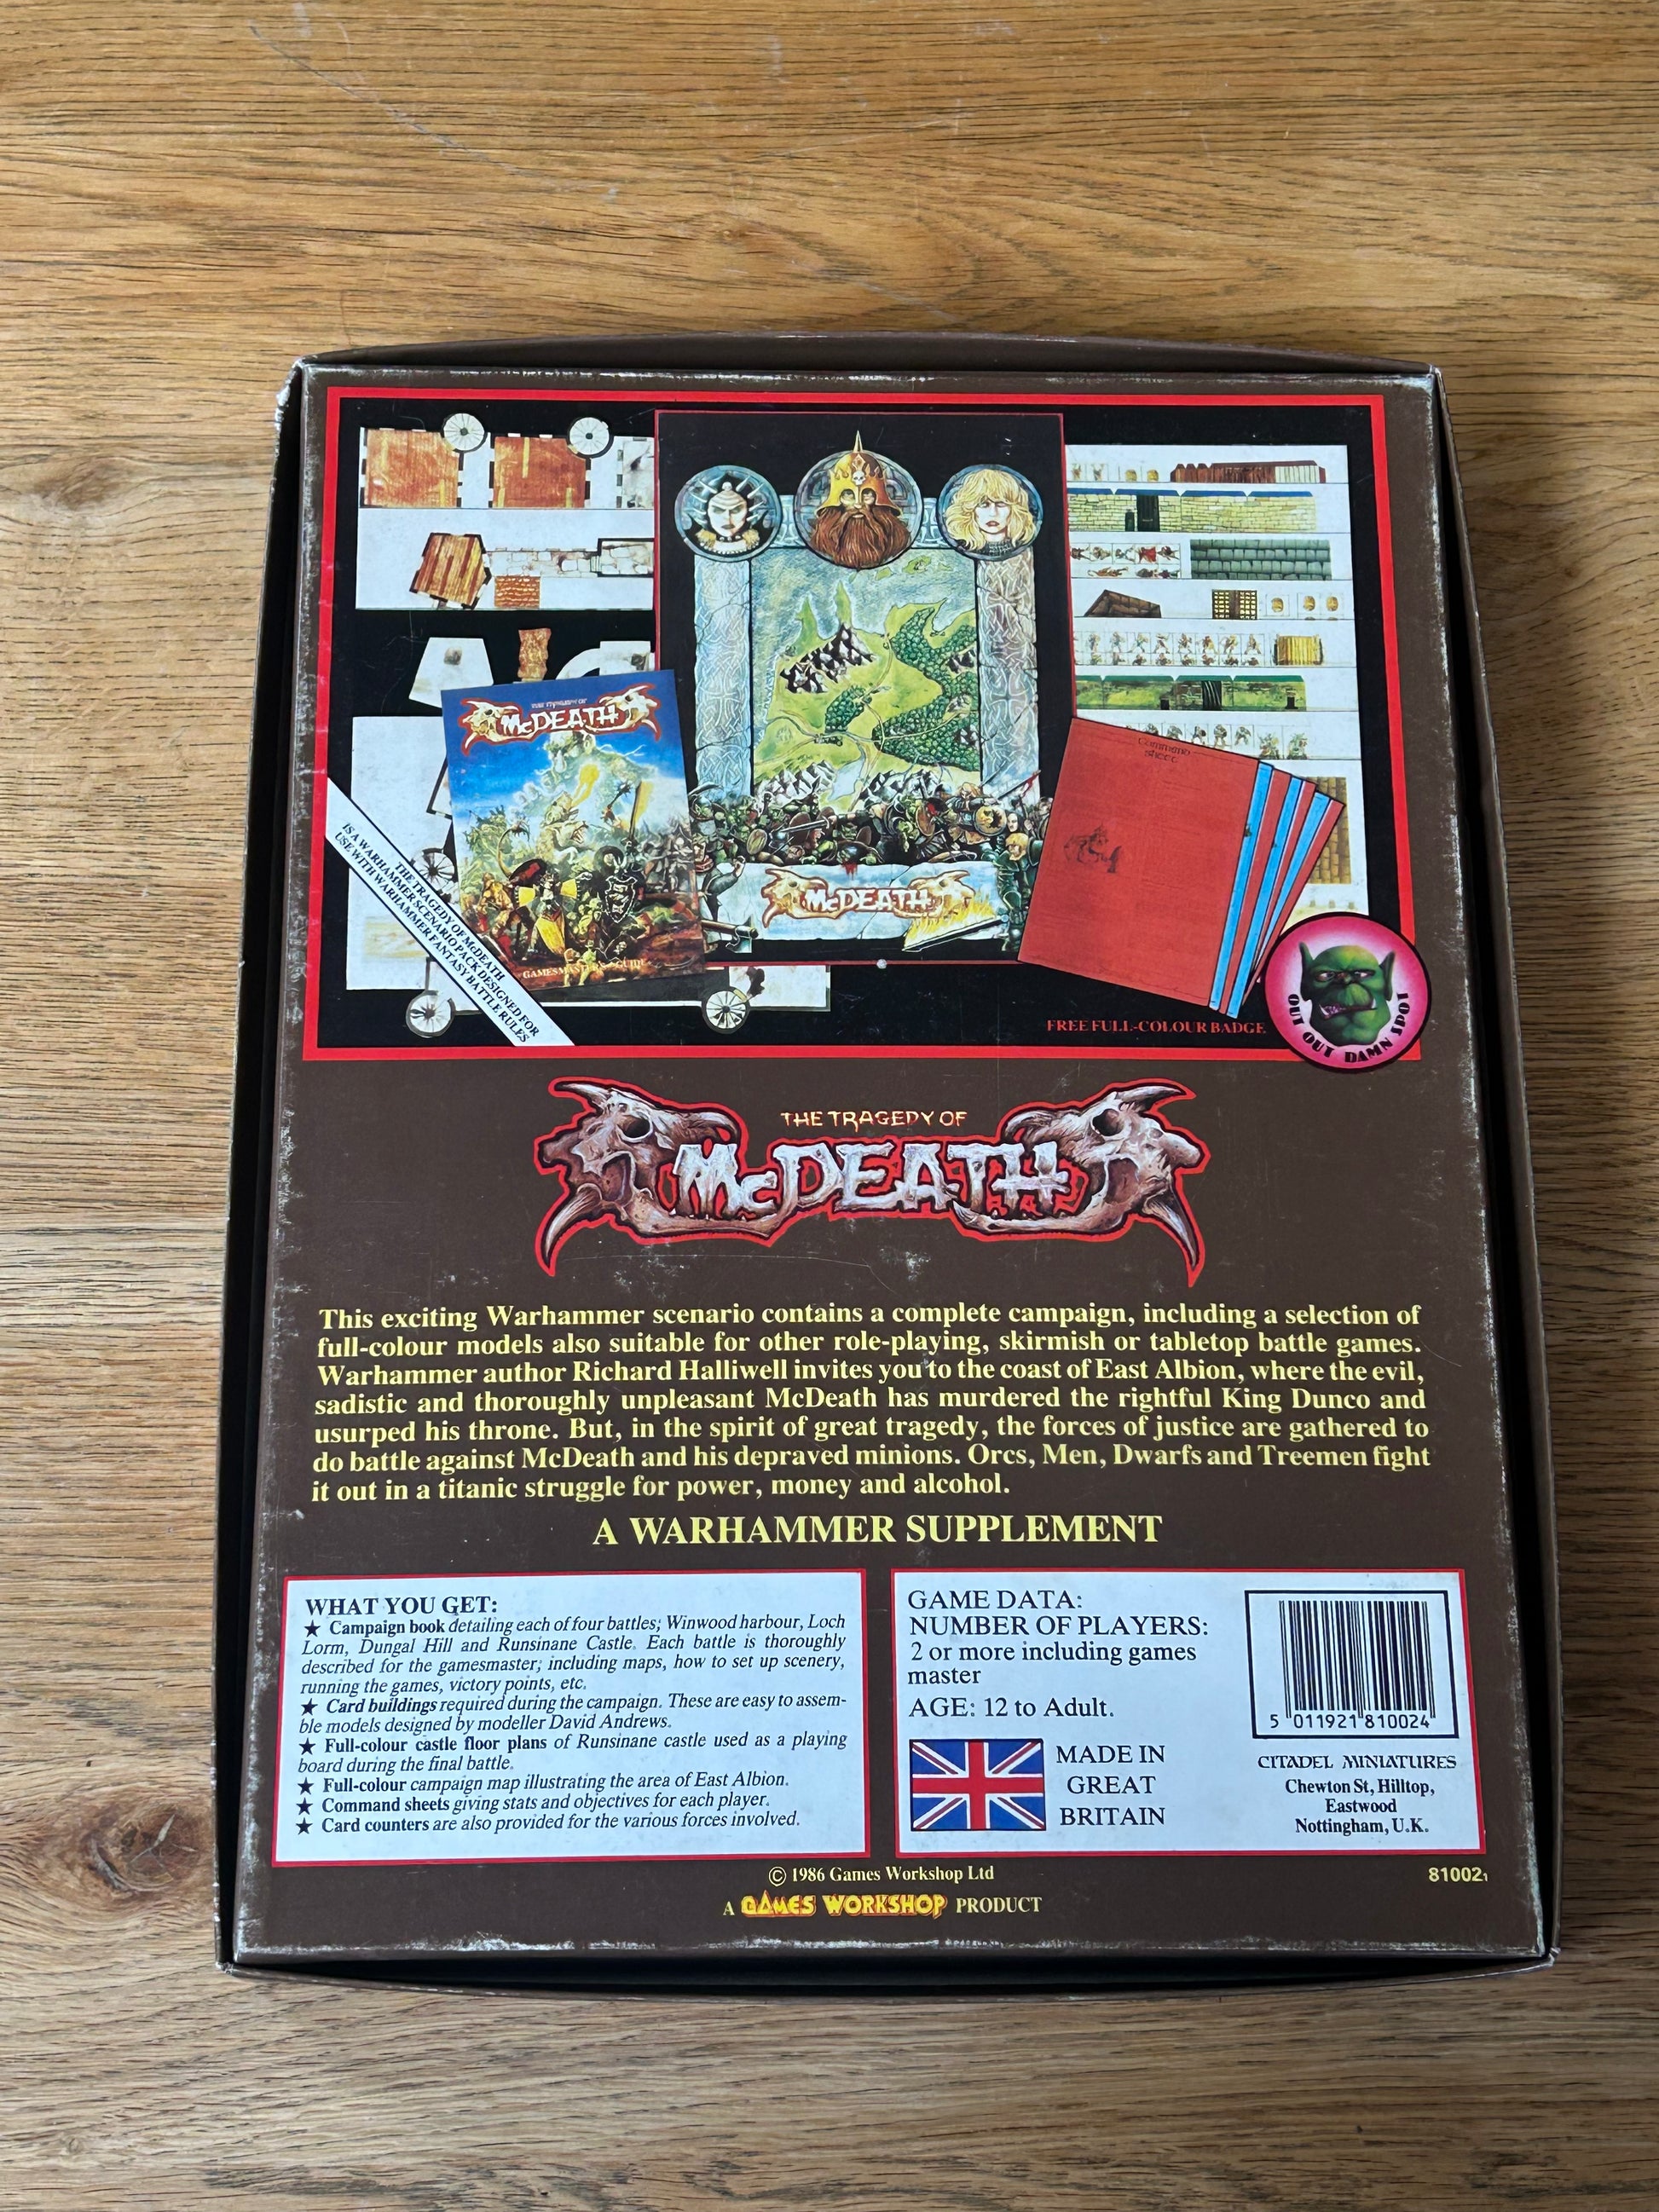 THE TRAGEDY OF
McDEATH
GAMESMASTER'S GUIDE
McDEATH
Command
Sheet
THE TRAGEDY OF McDEATH
IS A WARHAMMER SCENARIO PACK DESIGNED FOR
USE WITH WARHAMMER FANTASY BATTLE RULES
FREE FULL-COLOUR BADGE
OUT OUT DAMN SPOT
THE TRAGEDY OF
McDEATH
This exciting Warhammer scenario contains a complete campaign, including a selection of
full-colour models also suitable for other role-playing, skirmish or tabletop battle games.
Warhammer author Richard Halliwell invites you to the coast of East Albion, where the evil,
sadistic and thoroughly unpleasant McDeath has murdered the rightful King Dunco and
usurped his throne. But, in the spirit of great tragedy, the forces of justice are gathered to
do battle against McDeath and his depraved minions. Orcs, Men, Dwarfs and Treemen fight
it out in a titanic struggle for power, money and alcohol.
A WARHAMMER SUPPLEMENT
WHAT YOU GET:
★ Campaign book detailing each of four battles; Winwood harbour, Loch
Lorm, Dungal Hill and Runsinane Castle. Each battle is thoroughly
described for the gamesmaster; including maps, how to set up scenery,
running the games, victory points, etc.
★ Card buildings required during the campaign. These are easy to assem-
ble models designed by modeller David Andrews.
★ Full-colour castle floor plans of Runsinane castle used as a playing
board during the final battle.
★ Full-colour campaign map illustrating the area of East Albion.
★ Command sheets giving stats and objectives for each player.
★ Card counters are also provided for the various forces involved.
GAME DATA:
NUMBER OF PLAYERS:
2 or more including games
master
AGE: 12 to Adult.
MADE IN
GREAT
BRITAIN
5 011921 810024
CITADEL MINIATURES
Chewton St, Hilltop,
Eastwood
Nottingham, U.K.
© 1986 Games Workshop Ltd
81002₁
A GAMES WORKSHOP PRODUCT